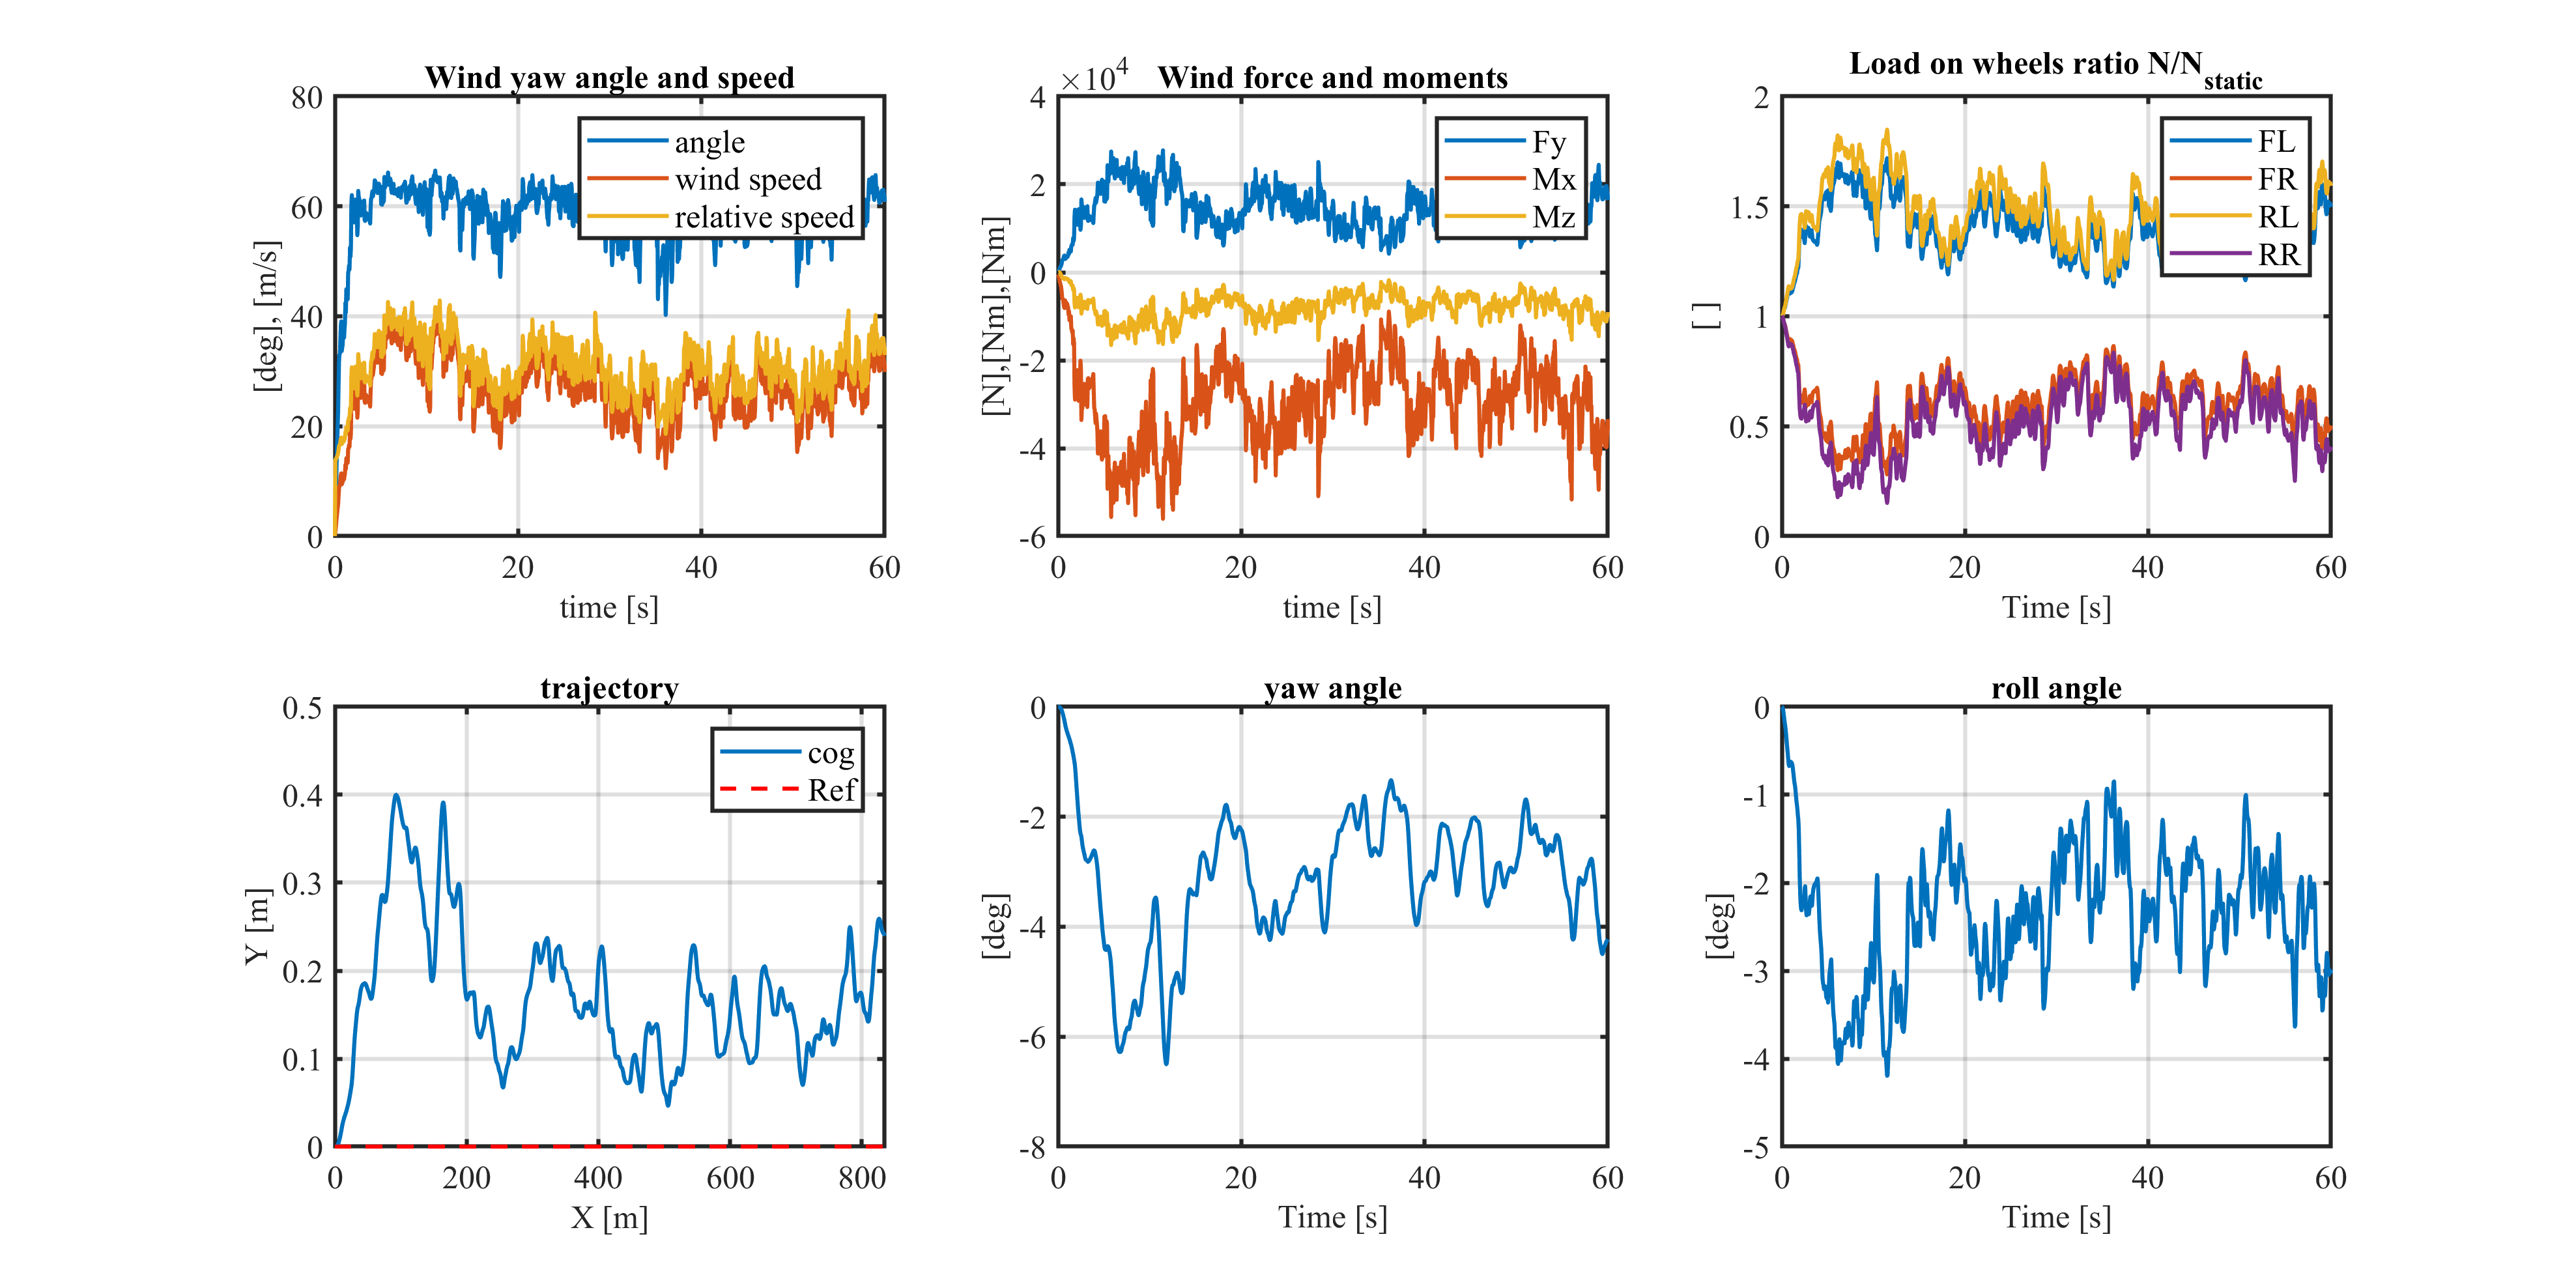 Wind yaw angle and speed
80
60
40
20
0
[deg], [m/s]
angle
wind speed
relative speed
0 20 40 60
time [s]
×10⁴
Wind force and moments
4
2
0
-2
-4
-6
[N],[Nm],[Nm]
Fy
Mx
Mz
0 20 40 60
time [s]
Load on wheels ratio N/N_static
2
1.5
1
0.5
0
[ ]
FL
FR
RL
RR
0 20 40 60
Time [s]
trajectory
0.5
0.4
0.3
0.2
0.1
0
Y [m]
cog
Ref
0 200 400 600 800
X [m]
yaw angle
0
-2
-4
-6
-8
[deg]
0 20 40 60
Time [s]
roll angle
0
-1
-2
-3
-4
-5
[deg]
0 20 40 60
Time [s]